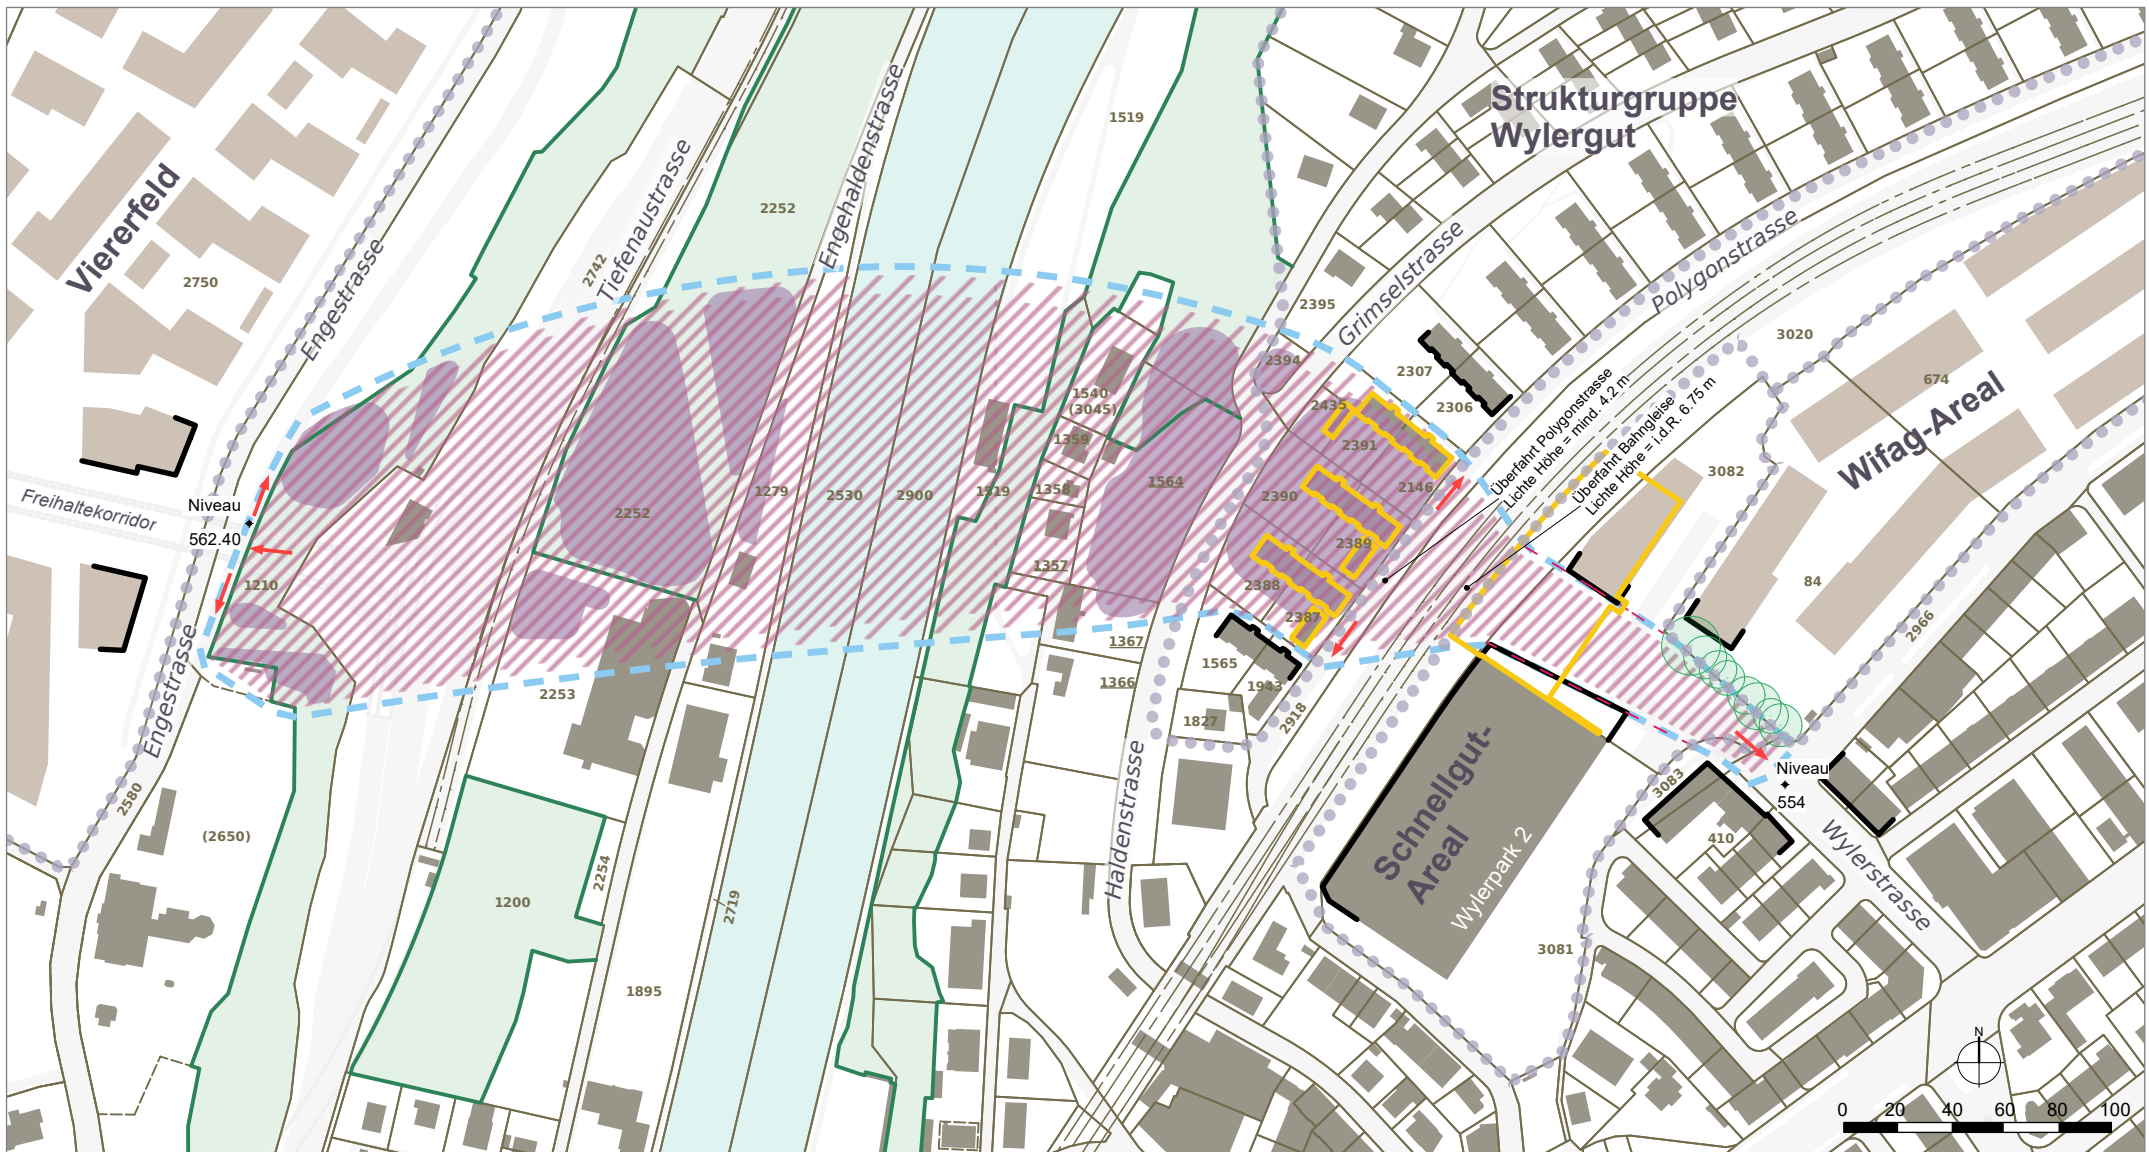 1519
Strukturgruppe
Wylergut
Viererfeld
2750
Engestrasse
2742
Tiefenaustrasse
2252
Engehaldenstrasse
2395
Grimselstrasse
Polygonstrasse
3020
674
Wifag-Areal
2394
2307
2306
2435
2391
1540
(3045)
1359
1358
1357
1564
2390
2146
2389
2388
2387
Überfahrt Polygonstrasse
Lichte Höhe = mind. 4.2 m
Überfahrt Bahngleise
Lichte Höhe = i.d.R. 6.75 m
3082
84
2966
Freihaltekorridor
Niveau
562.40
1210
2252
1279
2530
2900
1519
1367
1366
1565
1943
1827
2918
2253
Engestrasse
2580
(2650)
1200
2254
2719
1895
Haldenstrasse
Schnellgut-
Areal
Wylerpark 2
3083
410
Niveau
554
Wylerstrasse
3081
N
0 20 40 60 80 100